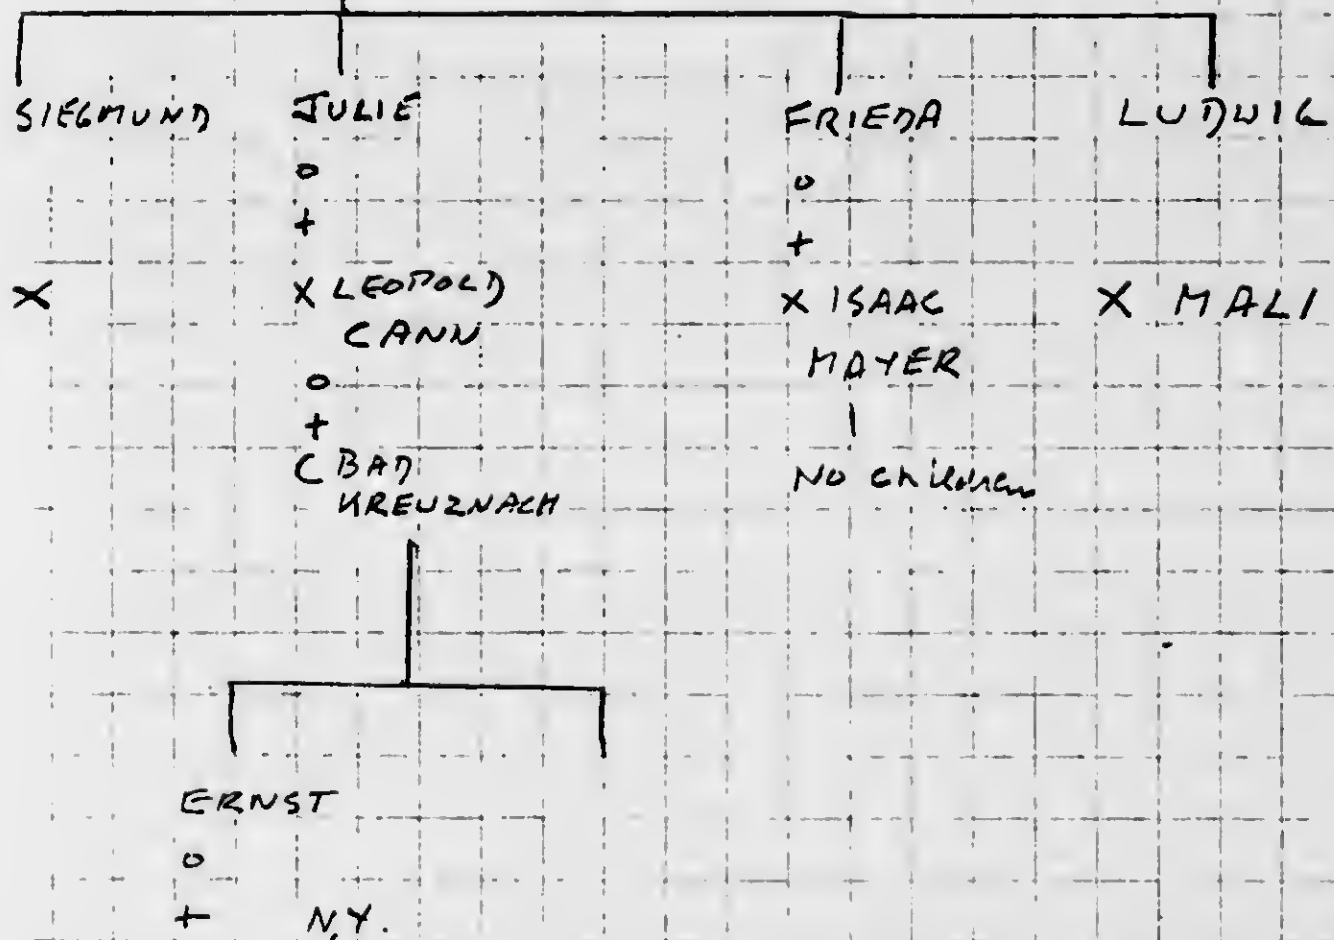 SIEGMUND JULIE FRIEDA LUDWIG
o o
+ +
X X LEOPOLD X ISAAC X MALI
CANN MAYER
o
+
C BAD No children
KREUZNACH
ERNST
o
+ N.Y.